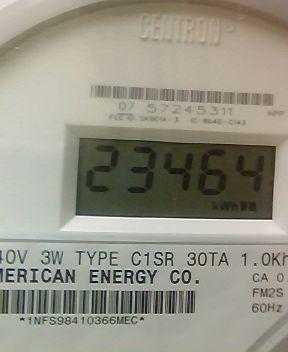 CENTRON
07 57245311
23464
kWh
40V 3W TYPE C1SR 30TA 1.0Kh
MERICAN ENERGY CO.
CA 0.
FM2S
60Hz
*1NFS98410366MEC*